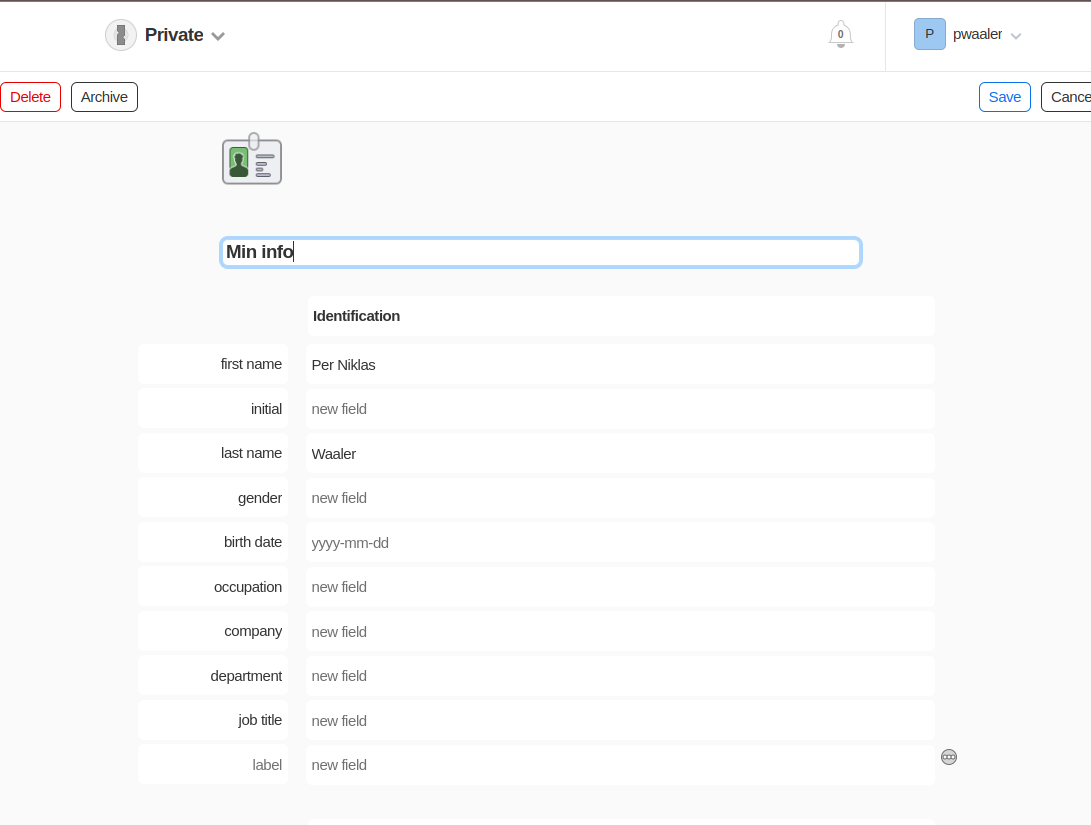 Private
0
P
pwaaler
Delete
Archive
Save
Cance
Min info
Identification
first name Per Niklas
initial new field
last name Waaler
gender new field
birth date yyyy-mm-dd
occupation new field
company new field
department new field
job title new field
label new field